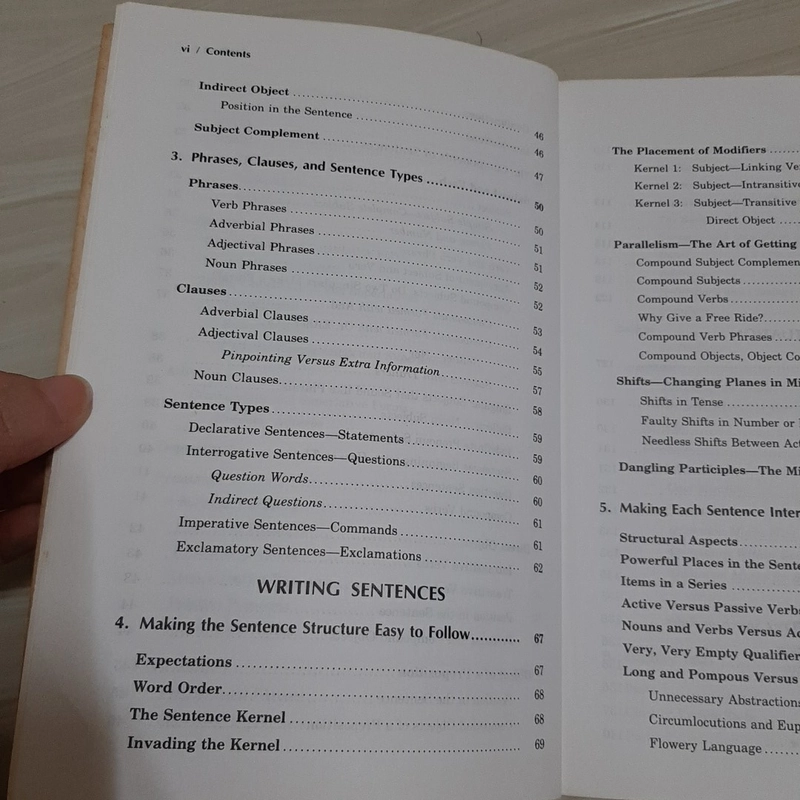 vi / Contents
Indirect Object ........ 46
Position in the Sentence ........ 46
Subject Complement ........ 47
3. Phrases, Clauses, and Sentence Types ........ 50
Phrases ........ 50
Verb Phrases ........ 51
Adverbial Phrases ........ 51
Adjectival Phrases ........ 52
Noun Phrases ........ 52
Clauses ........ 53
Adverbial Clauses ........ 54
Adjectival Clauses ........ 55
Pinpointing Versus Extra Information ........ 57
Noun Clauses ........ 58
Sentence Types ........ 59
Declarative Sentences—Statements ........ 59
Interrogative Sentences—Questions ........ 60
Question Words ........ 60
Indirect Questions ........ 61
Imperative Sentences—Commands ........ 61
Exclamatory Sentences—Exclamations ........ 62
WRITING SENTENCES
4. Making the Sentence Structure Easy to Follow ........ 67
Expectations ........ 67
Word Order ........ 68
The Sentence Kernel ........ 68
Invading the Kernel ........ 69
The Placement of Modifiers ........
Kernel 1: Subject—Linking
Kernel 2: Subject—Intransitive
Kernel 3: Subject—Transitive
Direct Object ....
Parallelism—The Art of Getting
Compound Subject
Compound Subjects ........
Compound Verbs ........
Why Give a Free Ride? ........
Compound Verb Phrases ....
Compound Objects, Object
Shifts—Changing Planes in
Shifts in Tense ........
Faulty Shifts in Number or
Needless Shifts Between
Dangling Participles—The
5. Making Each Sentence
Structural Aspects ........
Powerful Places in the
Items in a Series ........
Active Versus Passive
Nouns and Verbs Versus
Very, Very Empty
Long and Pompous Versus
Unnecessary
Circumlocutions and
Flowery Language ....